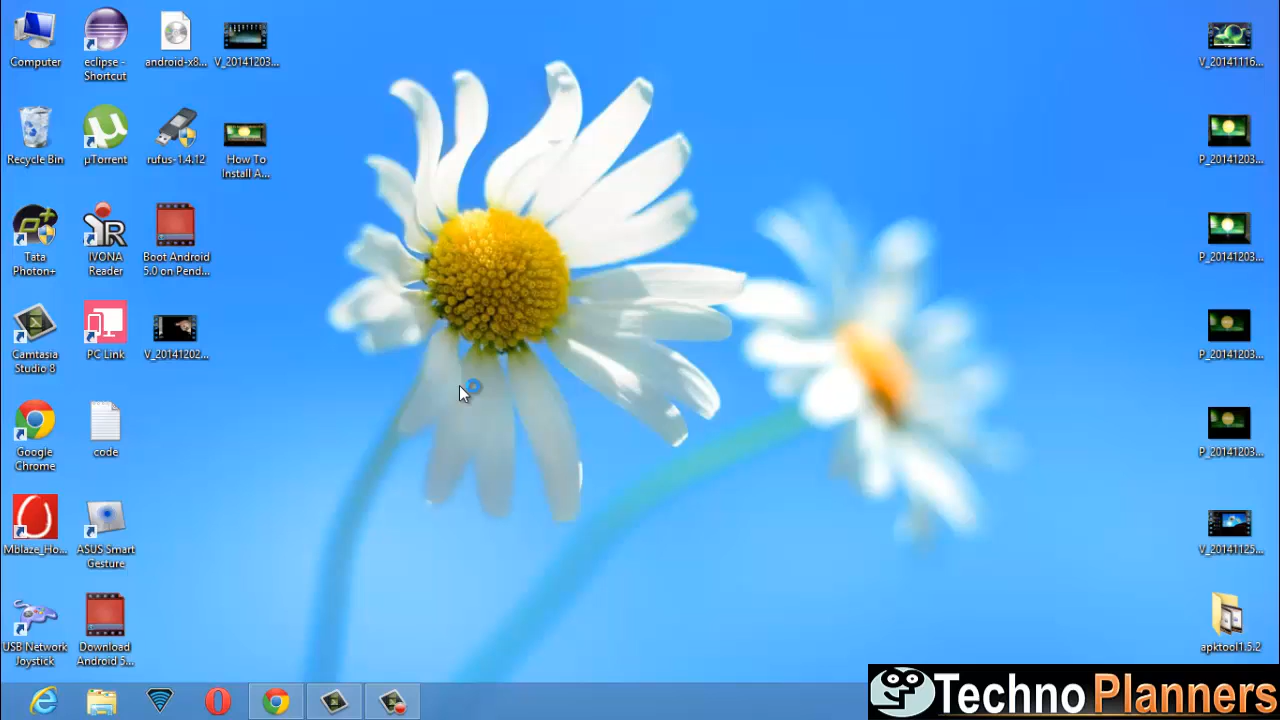 Computer
eclipse -
Shortcut
android-x8...
V_20141203...
Recycle Bin
µTorrent
rufus-1.4.12
How To
Install A...
Tata
Photon+
IVONA
Reader
Boot Android
5.0 on Pend...
Camtasia
Studio 8
PC Link
V_20141202...
Google
Chrome
code
Mblaze_Ho...
ASUS Smart
Gesture
USB Network
Joystick
Download
Android 5...
V_20141116...
P_20141203...
P_20141203...
P_20141203...
P_20141203...
V_20141125...
apktool1.5.2
Techno Planners